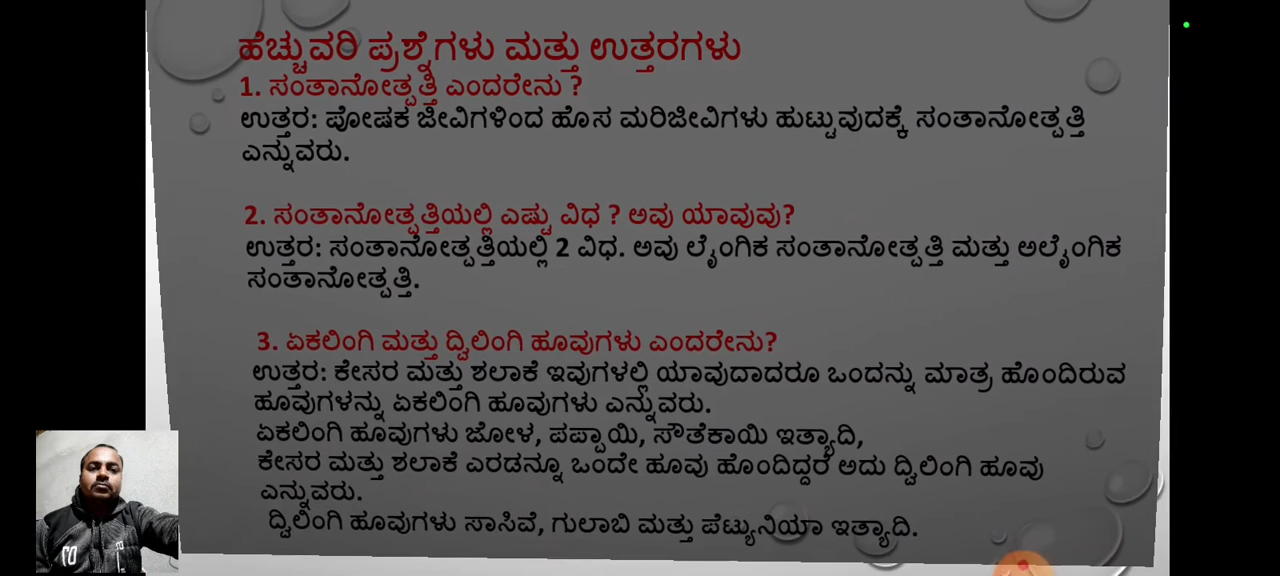 ಹೆಚ್ಚುವರಿ ಪ್ರಶ್ನೆಗಳು ಮತ್ತು ಉತ್ತರಗಳು
1. ಸಂತಾನೋತ್ಪತ್ತಿ ಎಂದರೇನು ?
ಉತ್ತರ: ಪೋಷಕ ಜೀವಿಗಳಿಂದ ಹೊಸ ಮರಿಜೀವಿಗಳು ಹುಟ್ಟುವುದಕ್ಕೆ ಸಂತಾನೋತ್ಪತ್ತಿ
ಎನ್ನುವರು.
2. ಸಂತಾನೋತ್ಪತ್ತಿಯಲ್ಲಿ ಎಷ್ಟು ವಿಧ ? ಅವು ಯಾವುವು?
ಉತ್ತರ: ಸಂತಾನೋತ್ಪತ್ತಿಯಲ್ಲಿ 2 ವಿಧ. ಅವು ಲೈಂಗಿಕ ಸಂತಾನೋತ್ಪತ್ತಿ ಮತ್ತು ಅಲೈಂಗಿಕ
ಸಂತಾನೋತ್ಪತ್ತಿ.
3. ಏಕಲಿಂಗಿ ಮತ್ತು ದ್ವಿಲಿಂಗಿ ಹೂವುಗಳು ಎಂದರೇನು?
ಉತ್ತರ: ಕೇಸರ ಮತ್ತು ಶಲಾಕೆ ಇವುಗಳಲ್ಲಿ ಯಾವುದಾದರೂ ಒಂದನ್ನು ಮಾತ್ರ ಹೊಂದಿರುವ
ಹೂವುಗಳನ್ನು ಏಕಲಿಂಗಿ ಹೂವುಗಳು ಎನ್ನುವರು.
ಏಕಲಿಂಗಿ ಹೂವುಗಳು ಜೋಳ, ಪಪ್ಪಾಯಿ, ಸೌತೆಕಾಯಿ ಇತ್ಯಾದಿ,
ಕೇಸರ ಮತ್ತು ಶಲಾಕೆ ಎರಡನ್ನೂ ಒಂದೇ ಹೂವು ಹೊಂದಿದ್ದರೆ ಅದು ದ್ವಿಲಿಂಗಿ ಹೂವು
ಎನ್ನುವರು.
ದ್ವಿಲಿಂಗಿ ಹೂವುಗಳು ಸಾಸಿವೆ, ಗುಲಾಬಿ ಮತ್ತು ಪೆಟ್ಯುನಿಯಾ ಇತ್ಯಾದಿ.